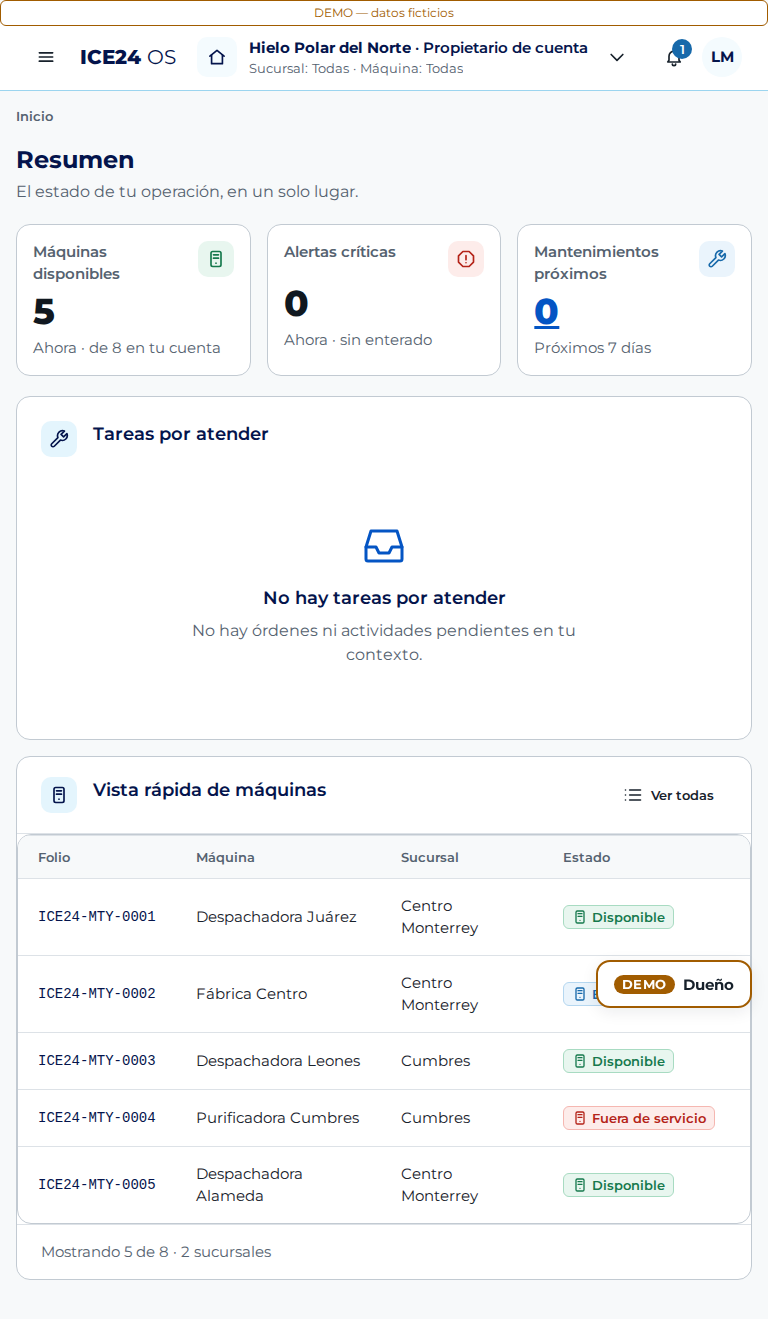 DEMO — datos ficticios
ICE24 OS
Hielo Polar del Norte · Propietario de cuenta
Sucursal: Todas · Máquina: Todas
1
LM
Inicio
Resumen
El estado de tu operación, en un solo lugar.
Máquinas
disponibles
5
Ahora · de 8 en tu cuenta
Alertas críticas
0
Ahora · sin enterado
Mantenimientos
próximos
0
Próximos 7 días
Tareas por atender
No hay tareas por atender
No hay órdenes ni actividades pendientes en tu
contexto.
Vista rápida de máquinas
Ver todas
Folio Máquina Sucursal Estado
ICE24-MTY-0001 Despachadora Juárez Centro
Monterrey Disponible
ICE24-MTY-0002 Fábrica Centro Centro
Monterrey
DEMO Dueño
ICE24-MTY-0003 Despachadora Leones Cumbres Disponible
ICE24-MTY-0004 Purificadora Cumbres Cumbres Fuera de servicio
ICE24-MTY-0005 Despachadora
Alameda Centro
Monterrey Disponible
Mostrando 5 de 8 · 2 sucursales